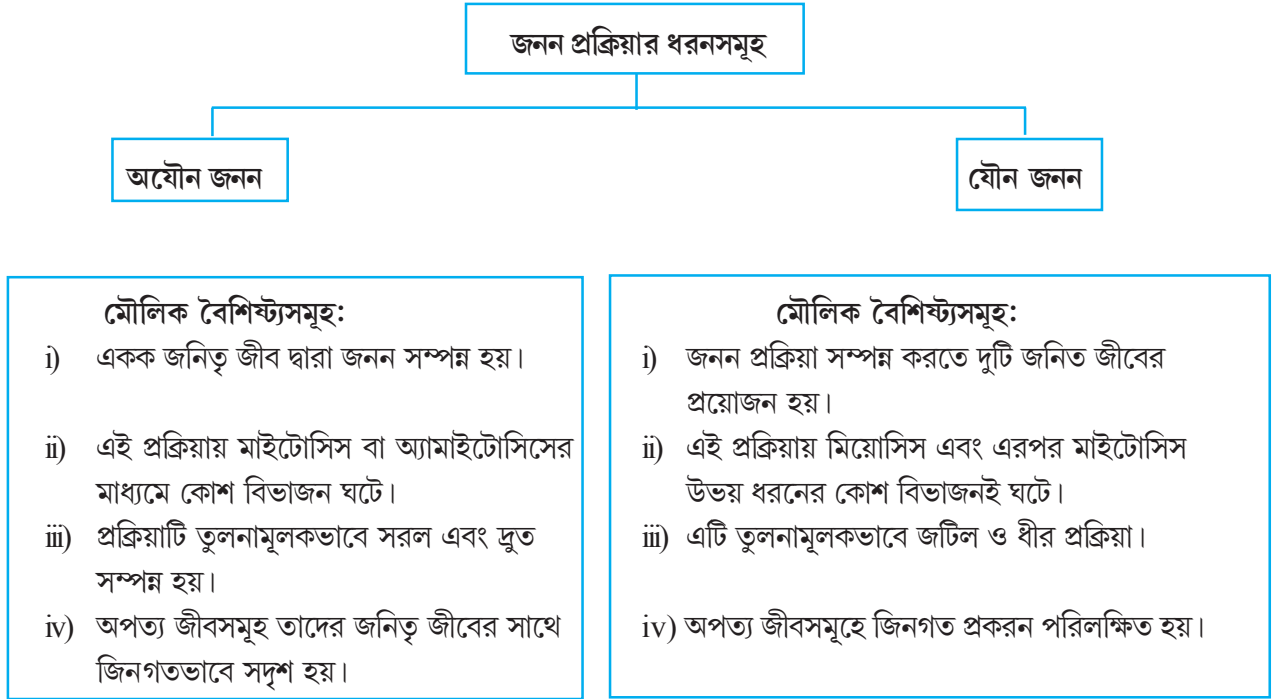 জনন প্রক্রিয়ার ধরনসমূহ
অযৌন জনন
যৌন জনন
মৌলিক বৈশিষ্ট্যসমূহ:
i) একক জনিতৃ জীব দ্বারা জনন সম্পন্ন হয়।
ii) এই প্রক্রিয়ায় মাইটোসিস বা অ্যামাইটোসিসের
মাধ্যমে কোশ বিভাজন ঘটে।
iii) প্রক্রিয়াটি তুলনামূলকভাবে সরল এবং দ্রুত
সম্পন্ন হয়।
iv) অপত্য জীবসমূহ তাদের জনিতৃ জীবের সাথে
জিনগতভাবে সদৃশ হয়।
মৌলিক বৈশিষ্ট্যসমূহ:
i) জনন প্রক্রিয়া সম্পন্ন করতে দুটি জনিত জীবের
প্রয়োজন হয়।
ii) এই প্রক্রিয়ায় মিয়োসিস এবং এরপর মাইটোসিস
উভয় ধরনের কোশ বিভাজনই ঘটে।
iii) এটি তুলনামূলকভাবে জটিল ও ধীর প্রক্রিয়া।
iv) অপত্য জীবসমূহে জিনগত প্রকরন পরিলক্ষিত হয়।